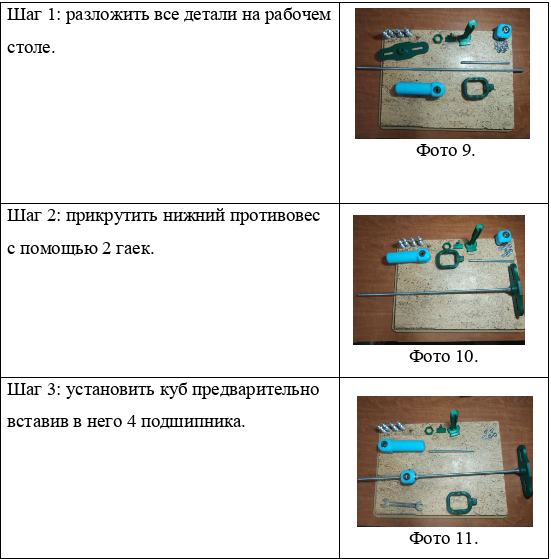 Шаг 1: разложить все детали на рабочем
столе.
Фото 9.
Шаг 2: прикрутить нижний противовес
с помощью 2 гаек.
Фото 10.
Шаг 3: установить куб предварительно
вставив в него 4 подшипника.
Фото 11.